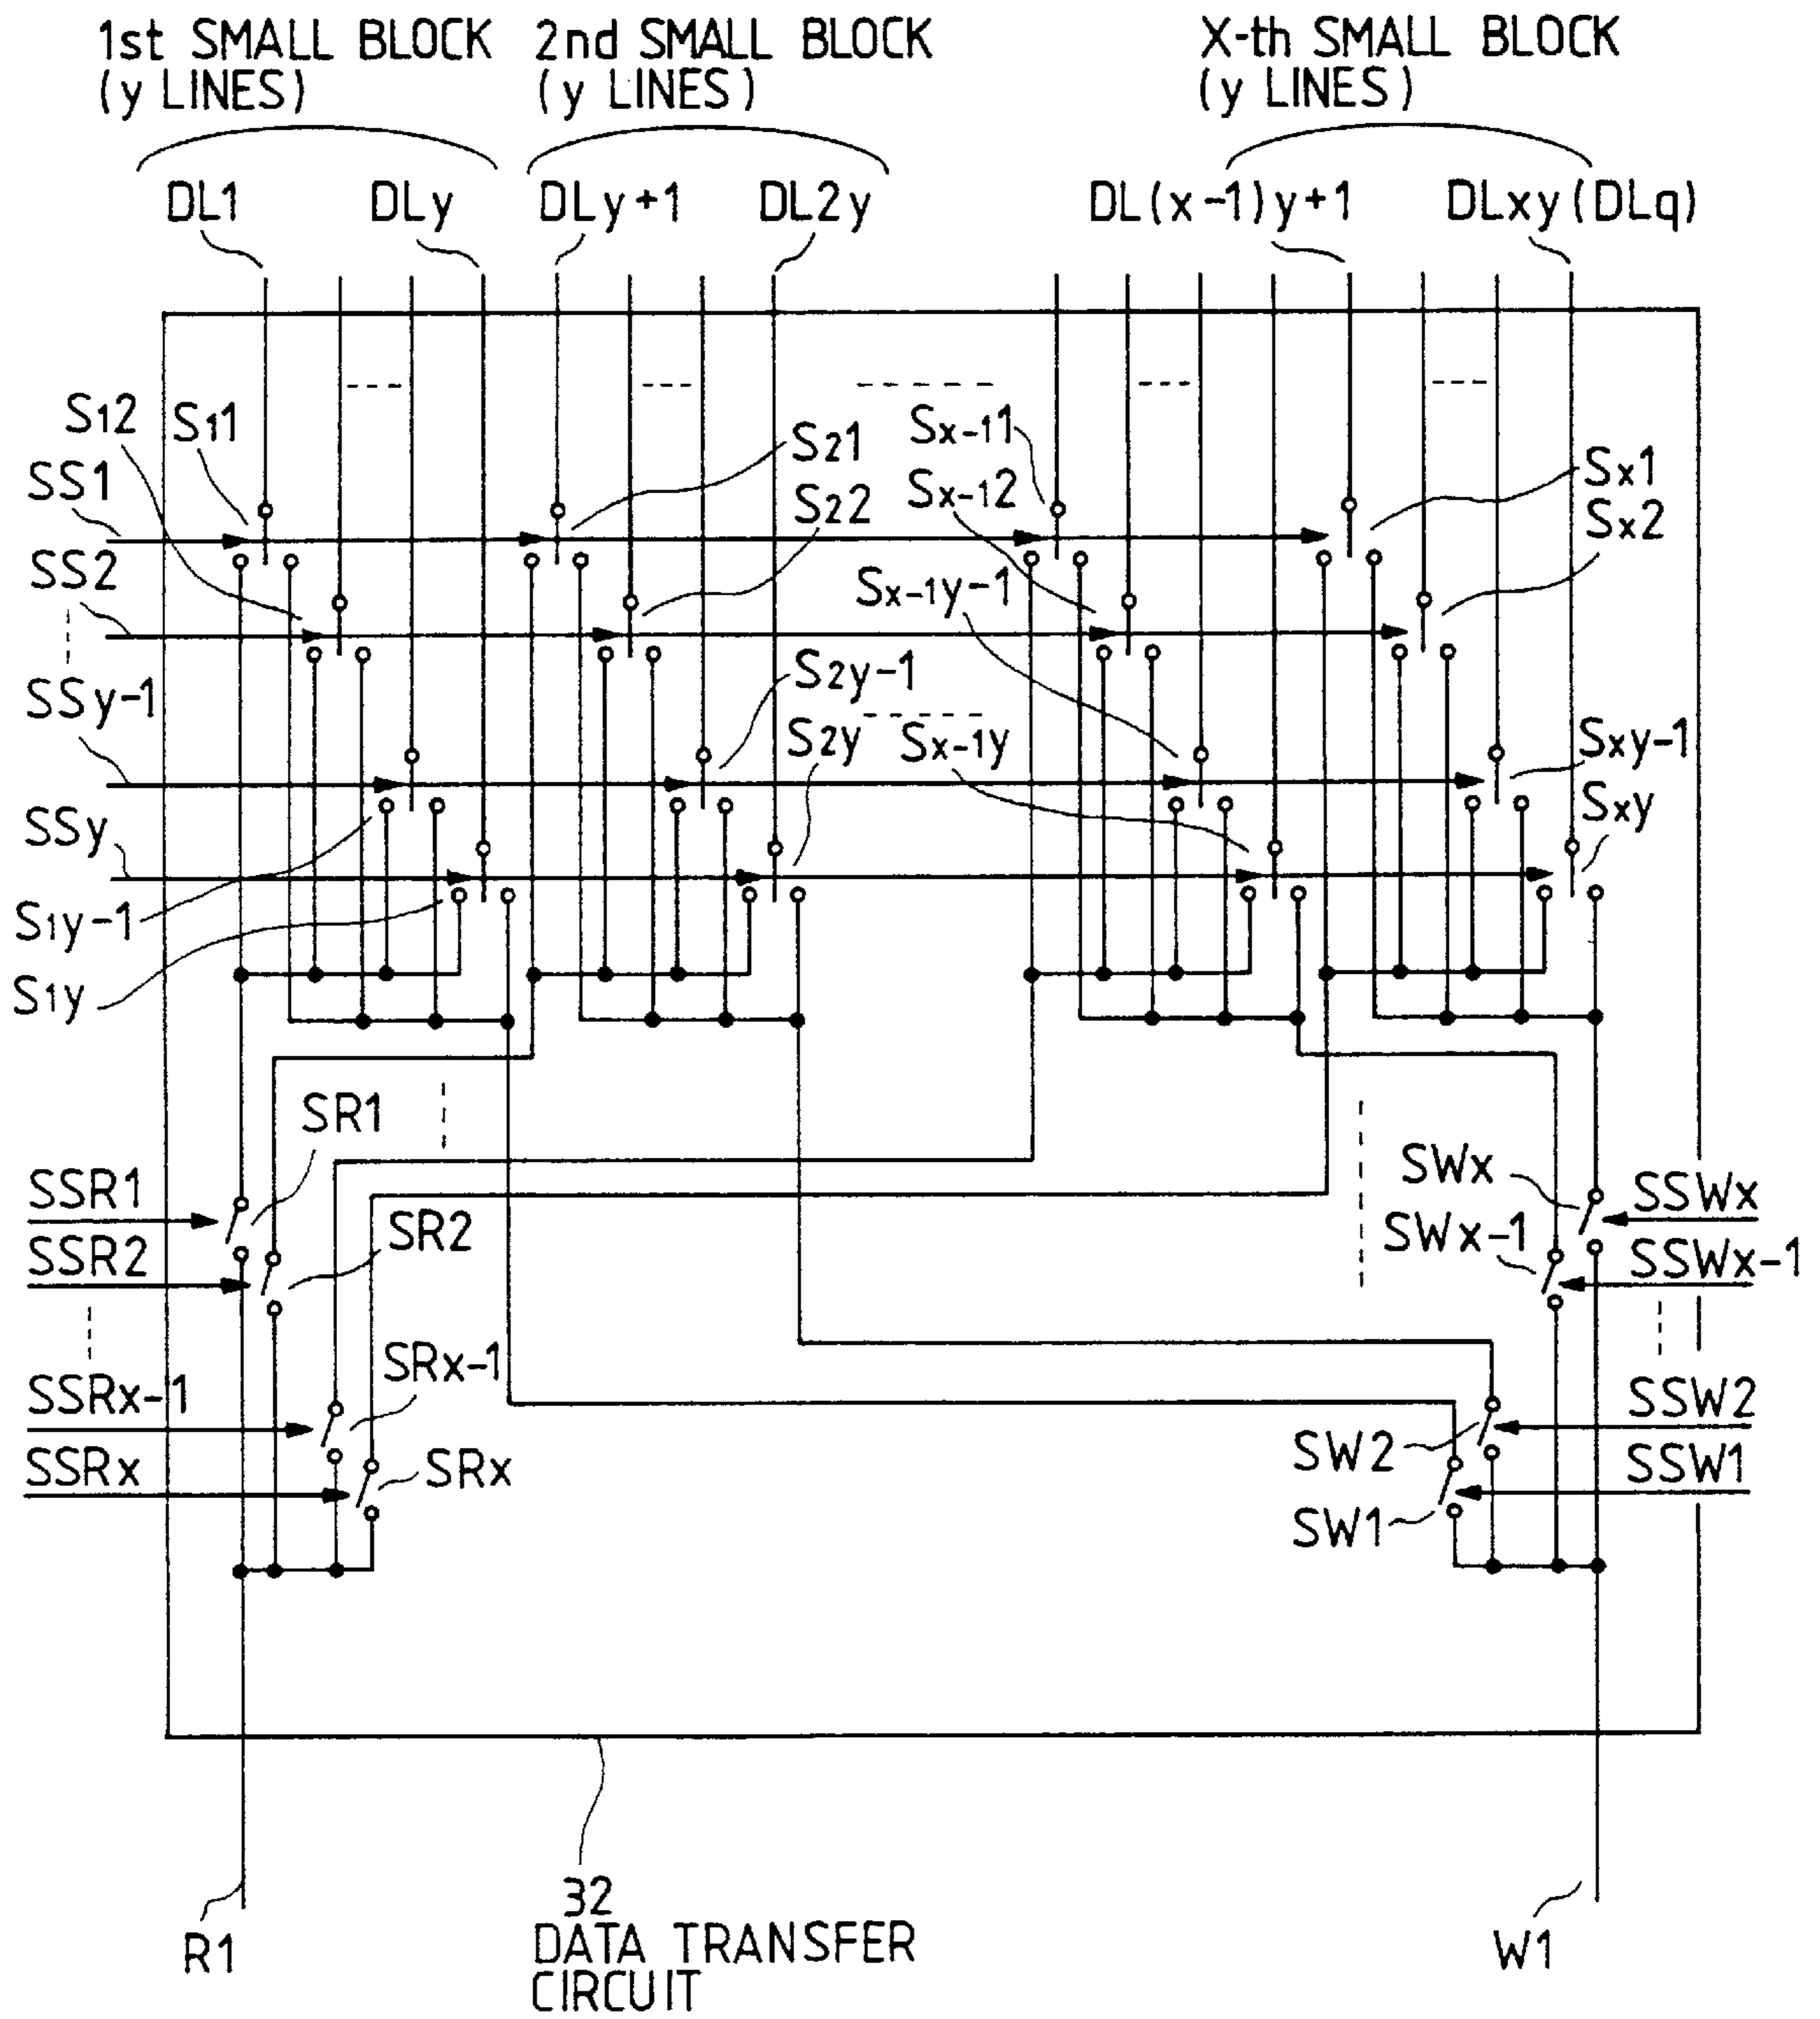 1st SMALL BLOCK
(y LINES)
2nd SMALL BLOCK
(y LINES)
X-th SMALL BLOCK
(y LINES)
DL1
DLy
DLy+1
DL2y
DL(x-1)y+1
DLxy(DLq)
S12
S11
SS1
SS2
SSy-1
SSy
S1y-1
S1y
S21
S22
S2y-1
S2y
Sx-11
Sx-12
Sx-1y-1
Sx-1y
Sx1
Sx2
Sxy-1
Sxy
SR1
SSR1
SR2
SSR2
SRx-1
SSRx-1
SSRx
SRx
SWx
SSWx
SWx-1
SSWx-1
SSW2
SW2
SSW1
SW1
R1
32
DATA TRANSFER
CIRCUIT
W1